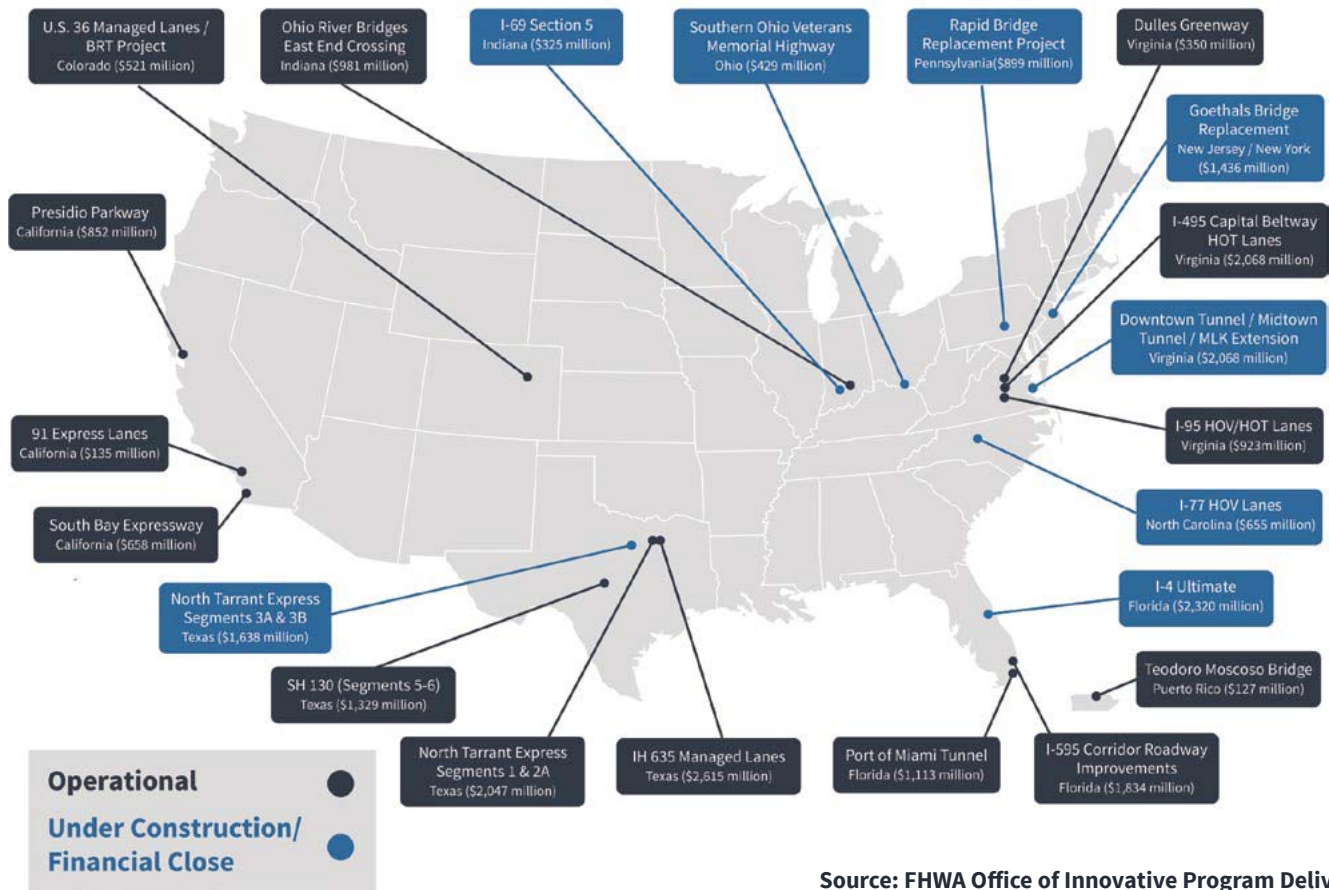 U.S. 36 Managed Lanes /
BRT Project
Colorado ($521 million)
Ohio River Bridges
East End Crossing
Indiana ($981 million)
I-69 Section 5
Indiana ($325 million)
Southern Ohio Veterans
Memorial Highway
Ohio ($429 million)
Rapid Bridge
Replacement Project
Pennsylvania($899 million)
Dulles Greenway
Virginia ($350 million)
Goethals Bridge
Replacement
New Jersey / New York
($1,436 million)
Presidio Parkway
California ($852 million)
I-495 Capital Beltway
HOT Lanes
Virginia ($2,068 million)
Downtown Tunnel / Midtown
Tunnel / MLK Extension
Virginia ($2,068 million)
91 Express Lanes
California ($135 million)
I-95 HOV/HOT Lanes
Virginia ($923million)
South Bay Expressway
California ($658 million)
I-77 HOV Lanes
North Carolina ($655 million)
North Tarrant Express
Segments 3A & 3B
Texas ($1,638 million)
I-4 Ultimate
Florida ($2,320 million)
SH 130 (Segments 5-6)
Texas ($1,329 million)
Teodoro Moscoso Bridge
Puerto Rico ($127 million)
North Tarrant Express
Segments 1 & 2A
Texas ($2,047 million)
IH 635 Managed Lanes
Texas ($2,615 million)
Port of Miami Tunnel
Florida ($1,113 million)
I-595 Corridor Roadway
Improvements
Florida ($1,834 million)
Operational
Under Construction/
Financial Close
Source: FHWA Office of Innovative Program Deliv